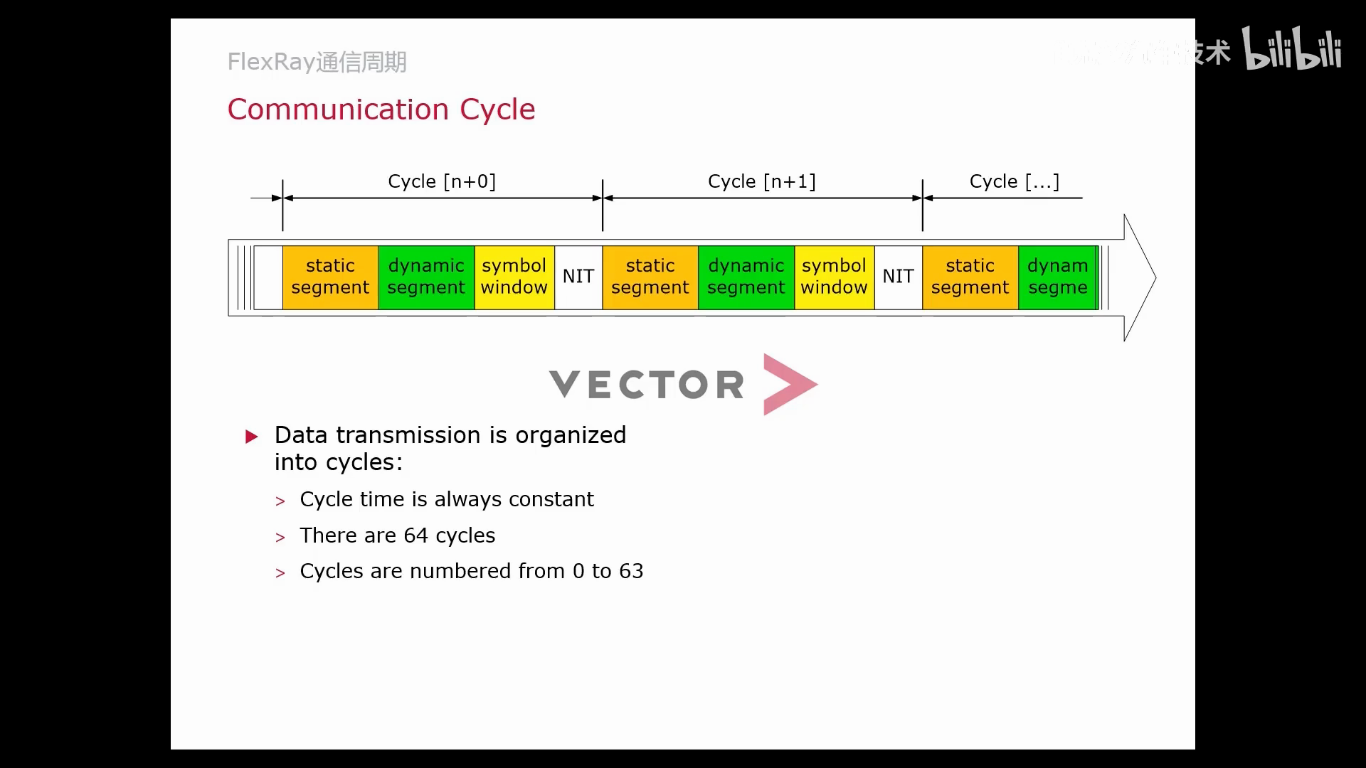 FlexRay通信周期
技术 bilibili
Communication Cycle
Cycle [n+0] Cycle [n+1] Cycle [...]
static dynamic symbol NIT static dynamic symbol NIT static dynam
segment segment window segment segment window segment segme
VECTOR
Data transmission is organized
into cycles:
> Cycle time is always constant
> There are 64 cycles
> Cycles are numbered from 0 to 63